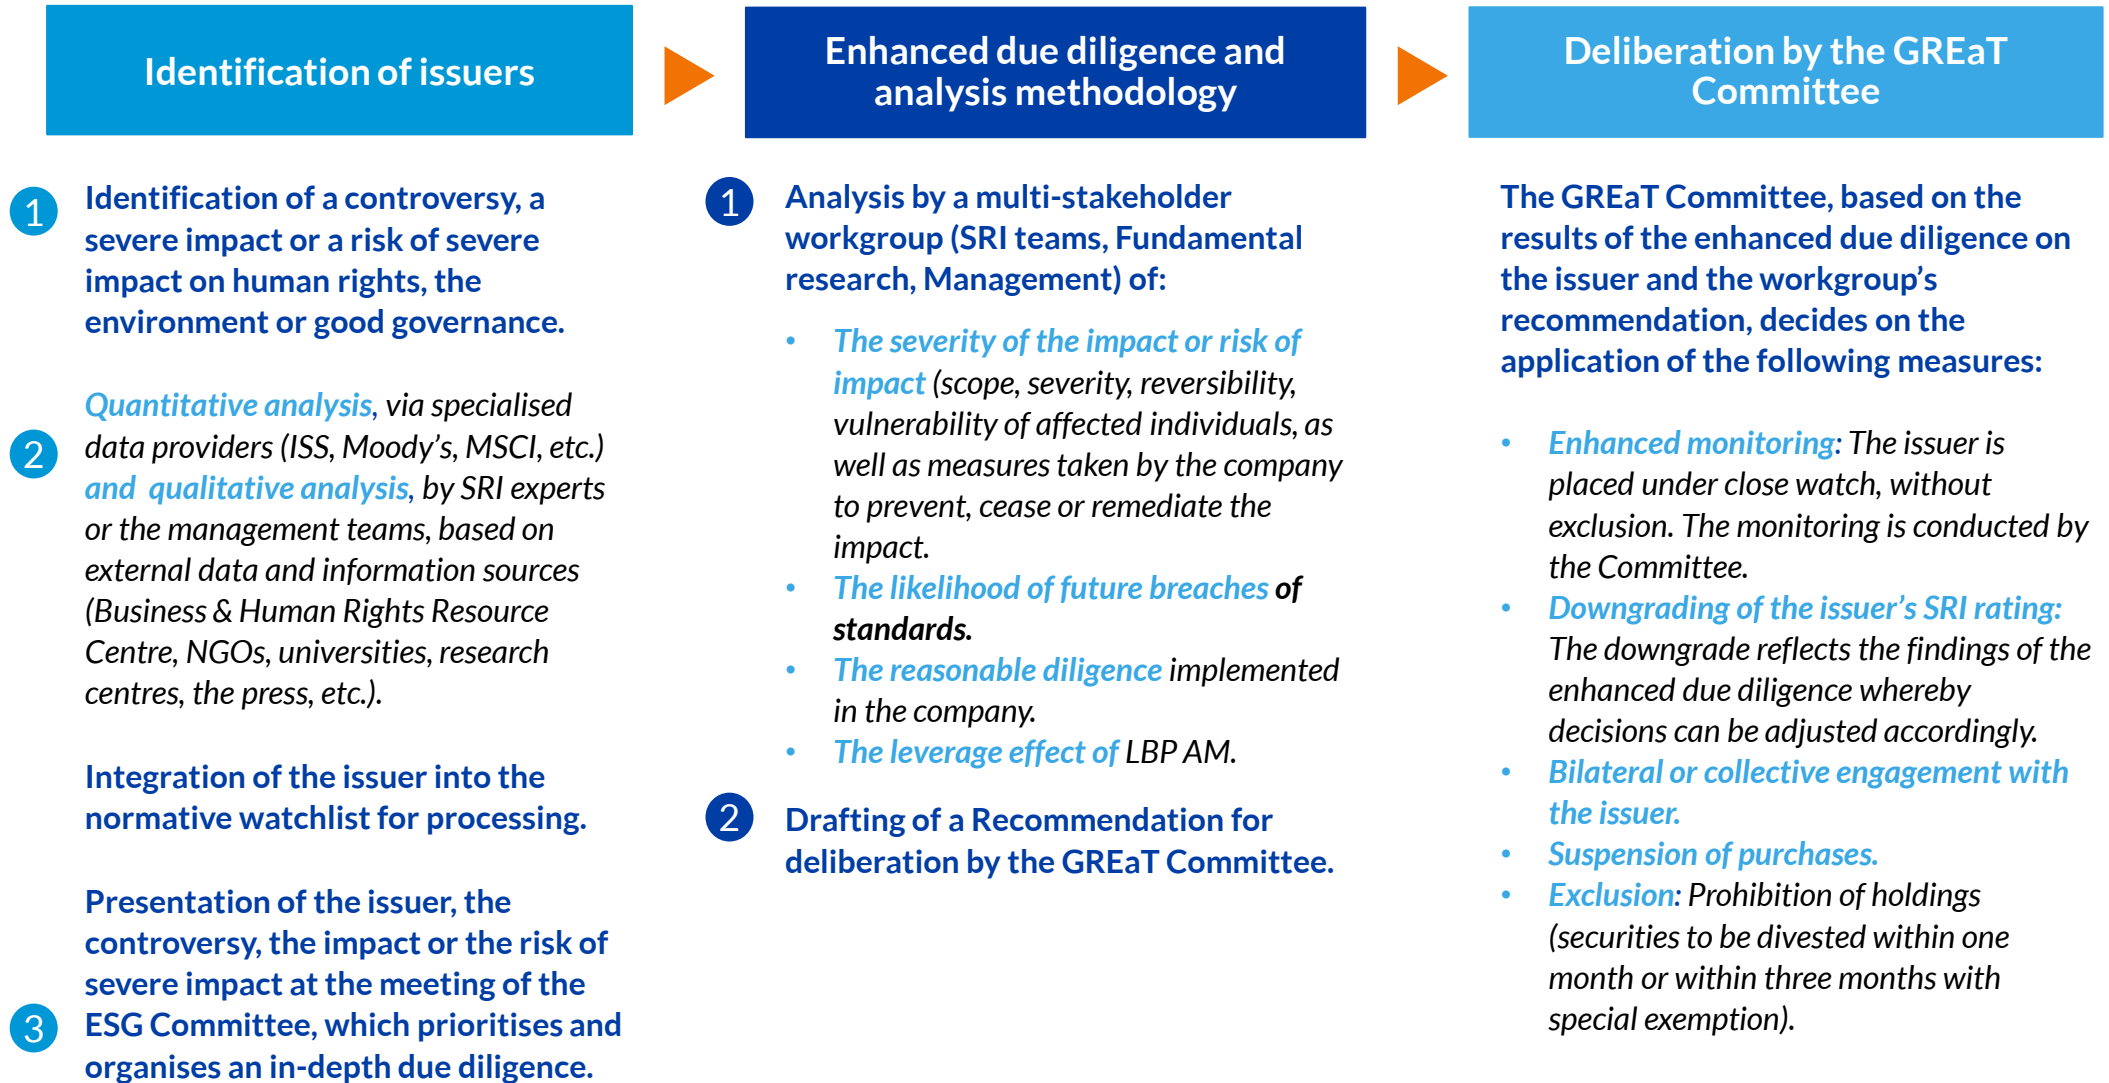 Identification of issuers
1
Identification of a controversy, a
severe impact or a risk of severe
impact on human rights, the
environment or good governance.
2
Quantitative analysis, via specialised
data providers (ISS, Moody’s, MSCI, etc.)
and  qualitative analysis, by SRI experts
or the management teams, based on
external data and information sources
(Business & Human Rights Resource
Centre, NGOs, universities, research
centres, the press, etc.).
Integration of the issuer into the
normative watchlist for processing.
3
Presentation of the issuer, the
controversy, the impact or the risk of
severe impact at the meeting of the
ESG Committee, which prioritises and
organises an in-depth due diligence.
Enhanced due diligence and
analysis methodology
1
Analysis by a multi-stakeholder
workgroup (SRI teams, Fundamental
research, Management) of:
• The severity of the impact or risk of
impact (scope, severity, reversibility,
vulnerability of affected individuals, as
well as measures taken by the company
to prevent, cease or remediate the
impact.
• The likelihood of future breaches of
standards.
• The reasonable diligence implemented
in the company.
• The leverage effect of LBP AM.
2
Drafting of a Recommendation for
deliberation by the GREaT Committee.
Deliberation by the GREaT
Committee
The GREaT Committee, based on the
results of the enhanced due diligence on
the issuer and the workgroup’s
recommendation, decides on the
application of the following measures:
• Enhanced monitoring: The issuer is
placed under close watch, without
exclusion. The monitoring is conducted by
the Committee.
• Downgrading of the issuer’s SRI rating:
The downgrade reflects the findings of the
enhanced due diligence whereby
decisions can be adjusted accordingly.
• Bilateral or collective engagement with
the issuer.
• Suspension of purchases.
• Exclusion: Prohibition of holdings
(securities to be divested within one
month or within three months with
special exemption).